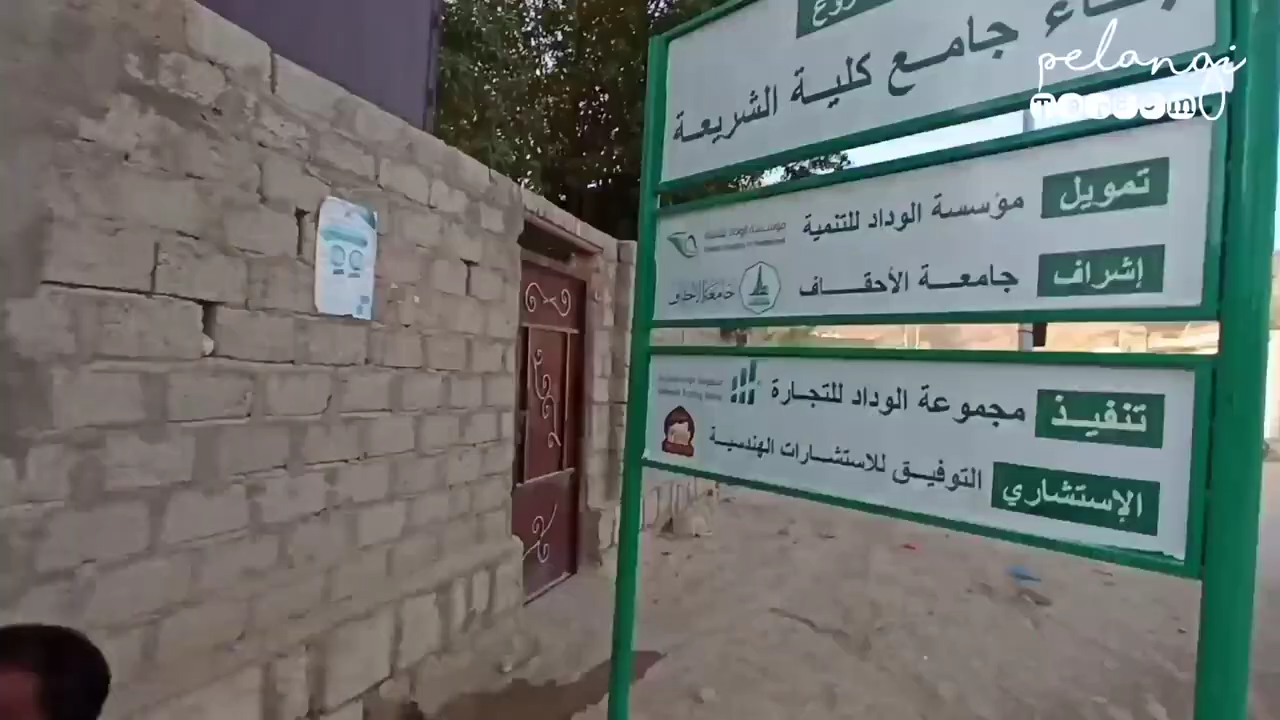 جامع كلية الشريعة
pelangi
تمويل مؤسسة الوداد للتنمية
إشراف جامعة الأحقاف
جامعة الأحقاف
تنفيذ مجموعة الوداد للتجارة
الإستشاري التوفيق للاستشارات الهندسية